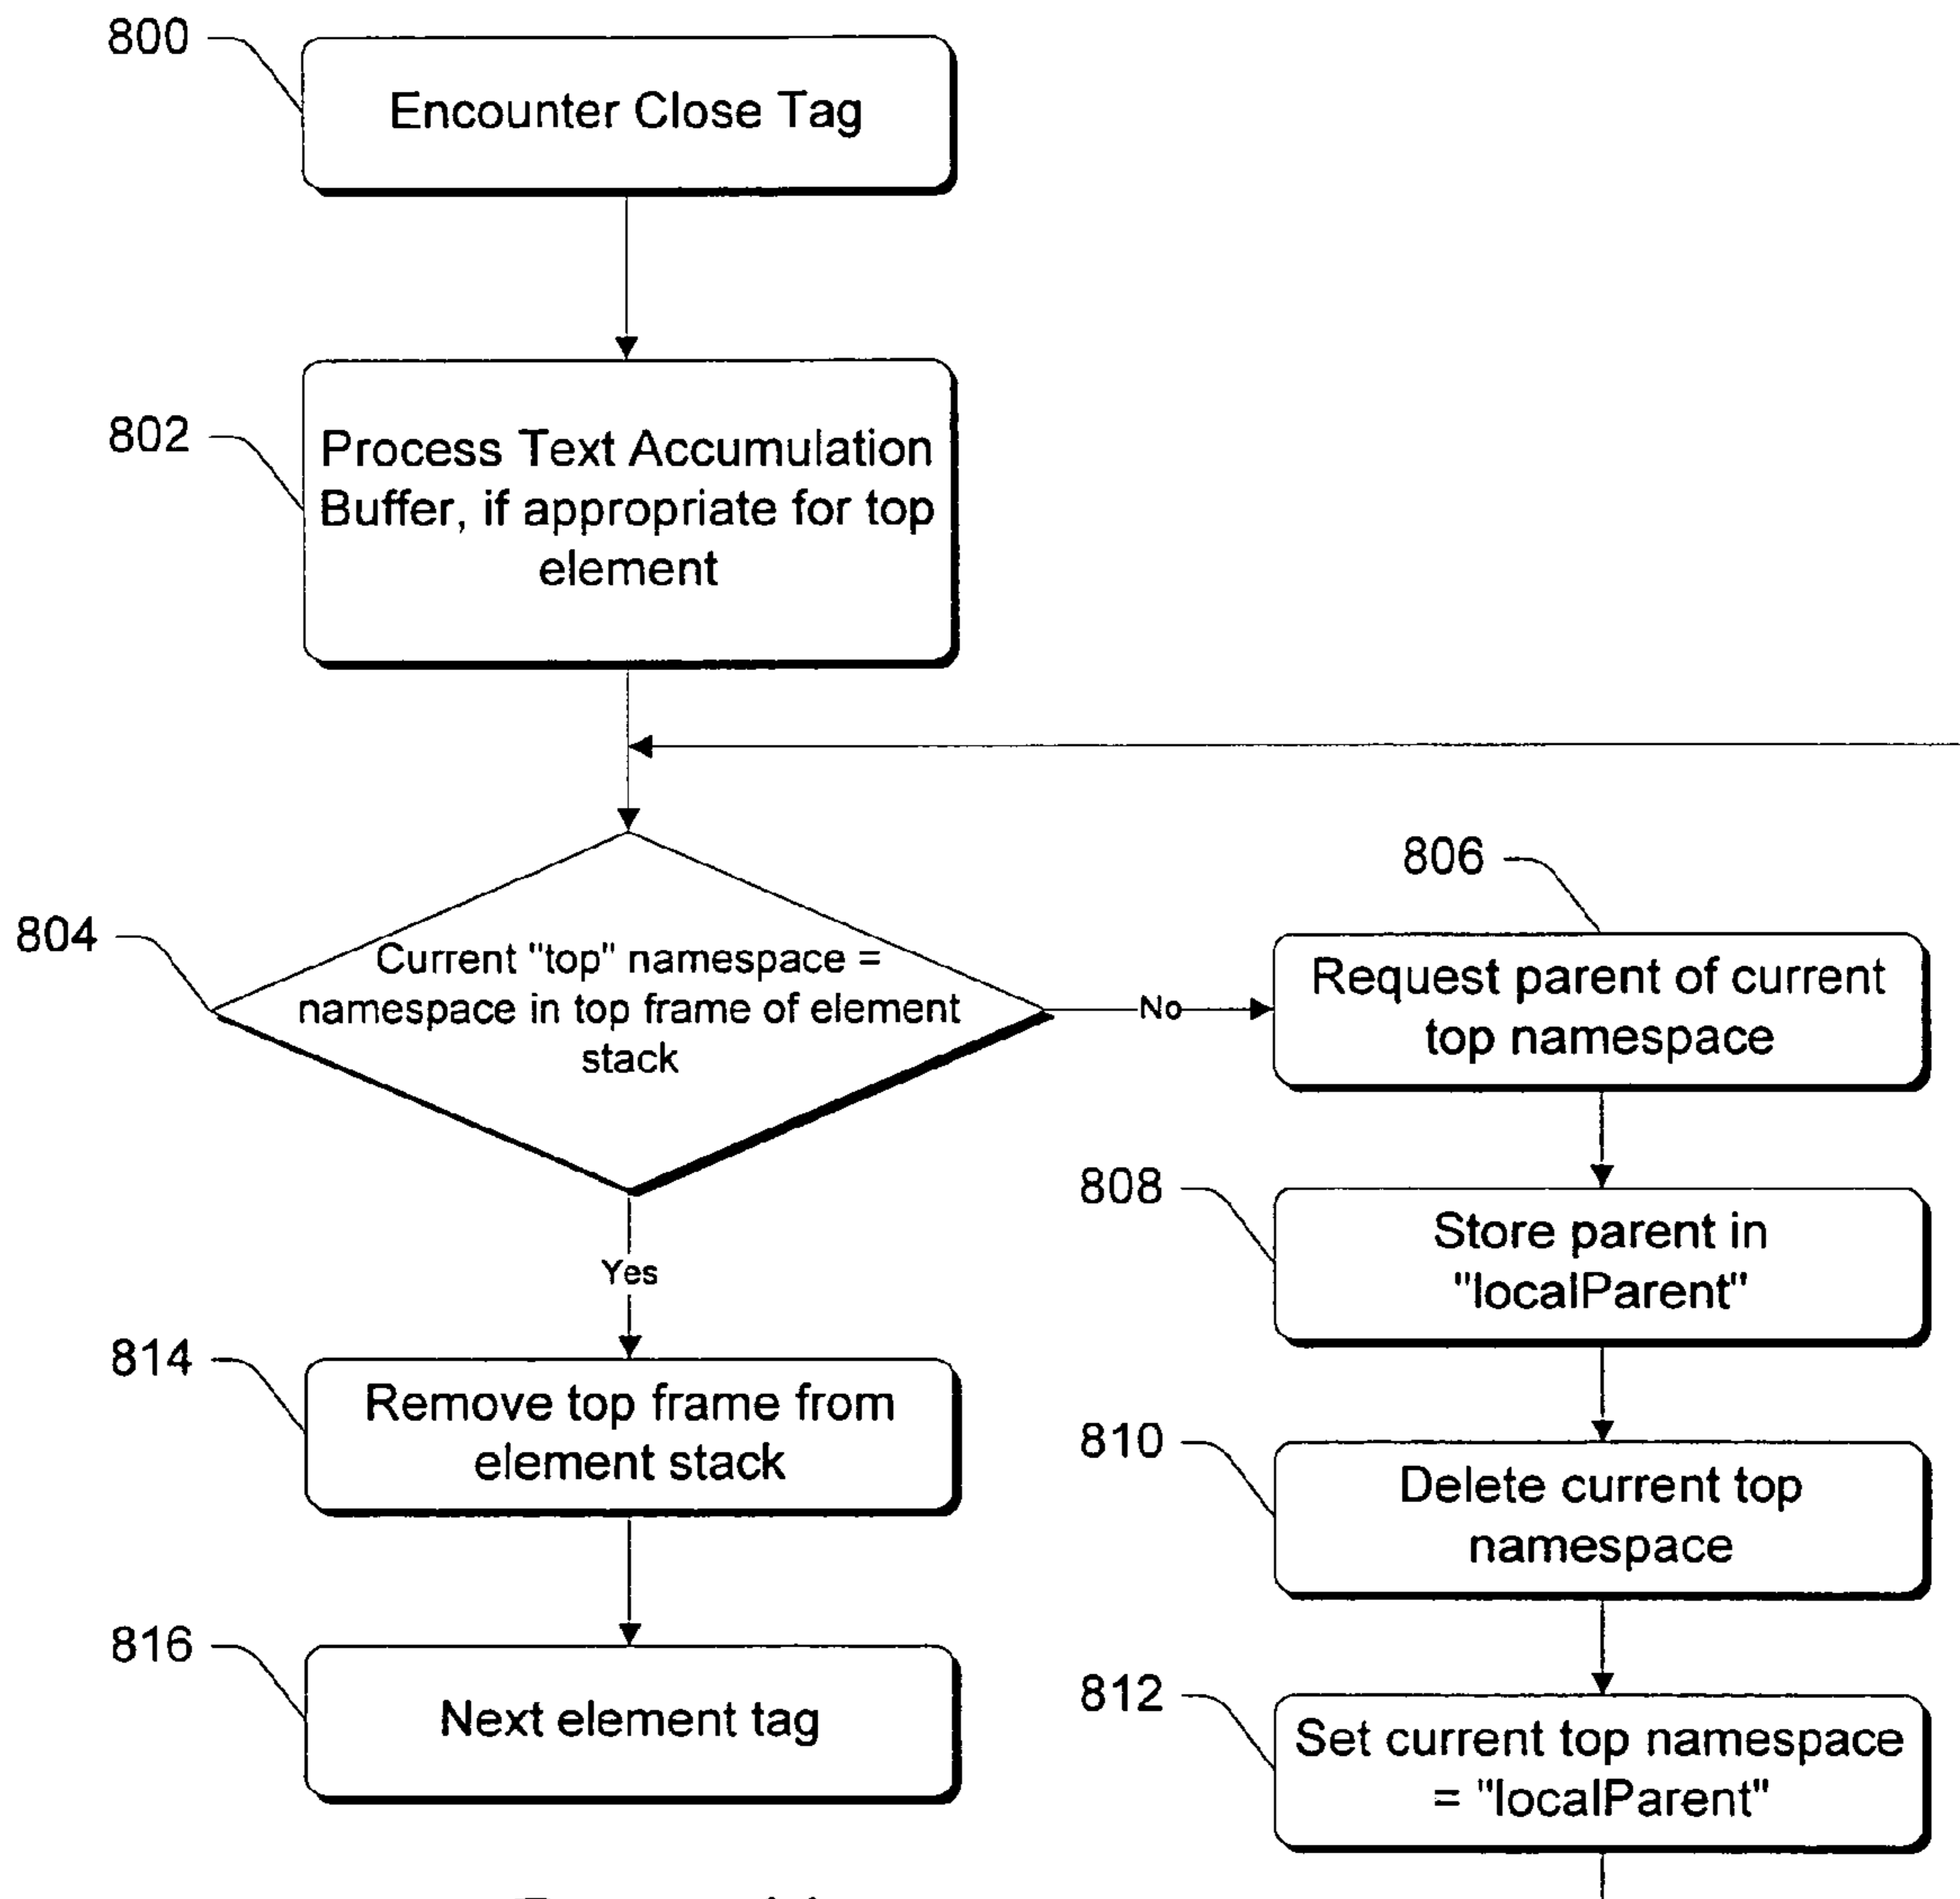 800
Encounter Close Tag
802
Process Text Accumulation
Buffer, if appropriate for top
element
804
Current "top" namespace =
namespace in top frame of element
stack
No
806
Request parent of current
top namespace
Yes
808
Store parent in
"localParent"
814
Remove top frame from
element stack
810
Delete current top
namespace
816
Next element tag
812
Set current top namespace
= "localParent"